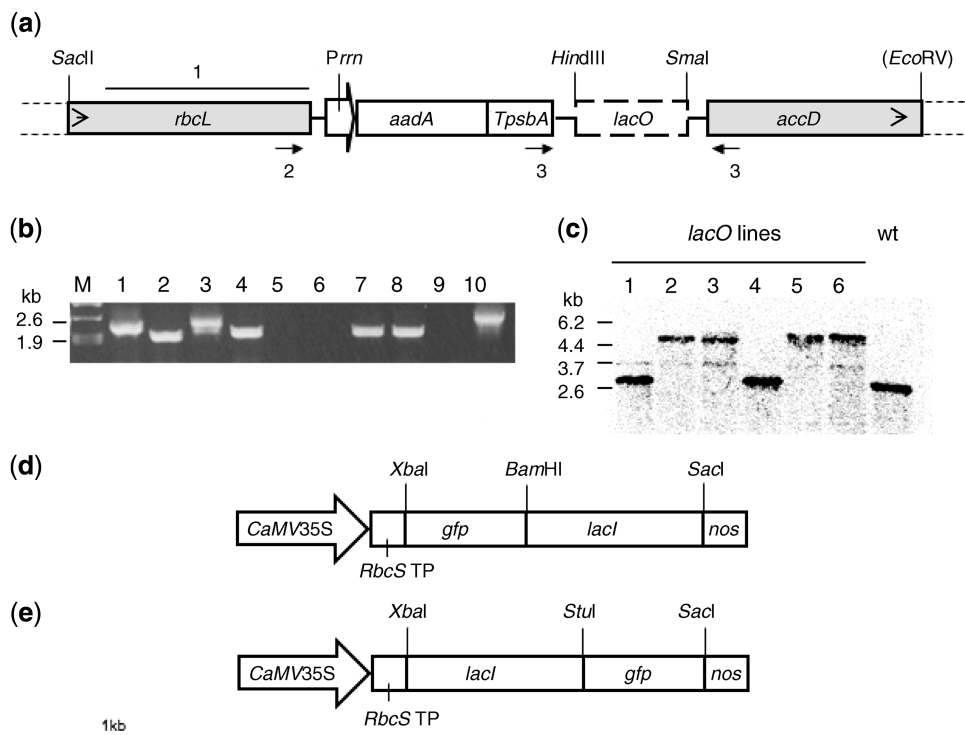 (a)
SacII
1
Prrn
HindIII
SmaI
(EcoRV)
rbcL
aadA
TpsbA
lacO
accD
2
3
3
(b)
M 1 2 3 4 5 6 7 8 9 10
kb
2.6
1.9
(c)
lacO lines
wt
1 2 3 4 5 6
kb
6.2
4.4
3.7
2.6
(d)
XbaI
BamHI
SacI
CaMV35S
gfp
lacI
nos
RbcS TP
(e)
XbaI
StuI
SacI
CaMV35S
lacI
gfp
nos
RbcS TP
1kb